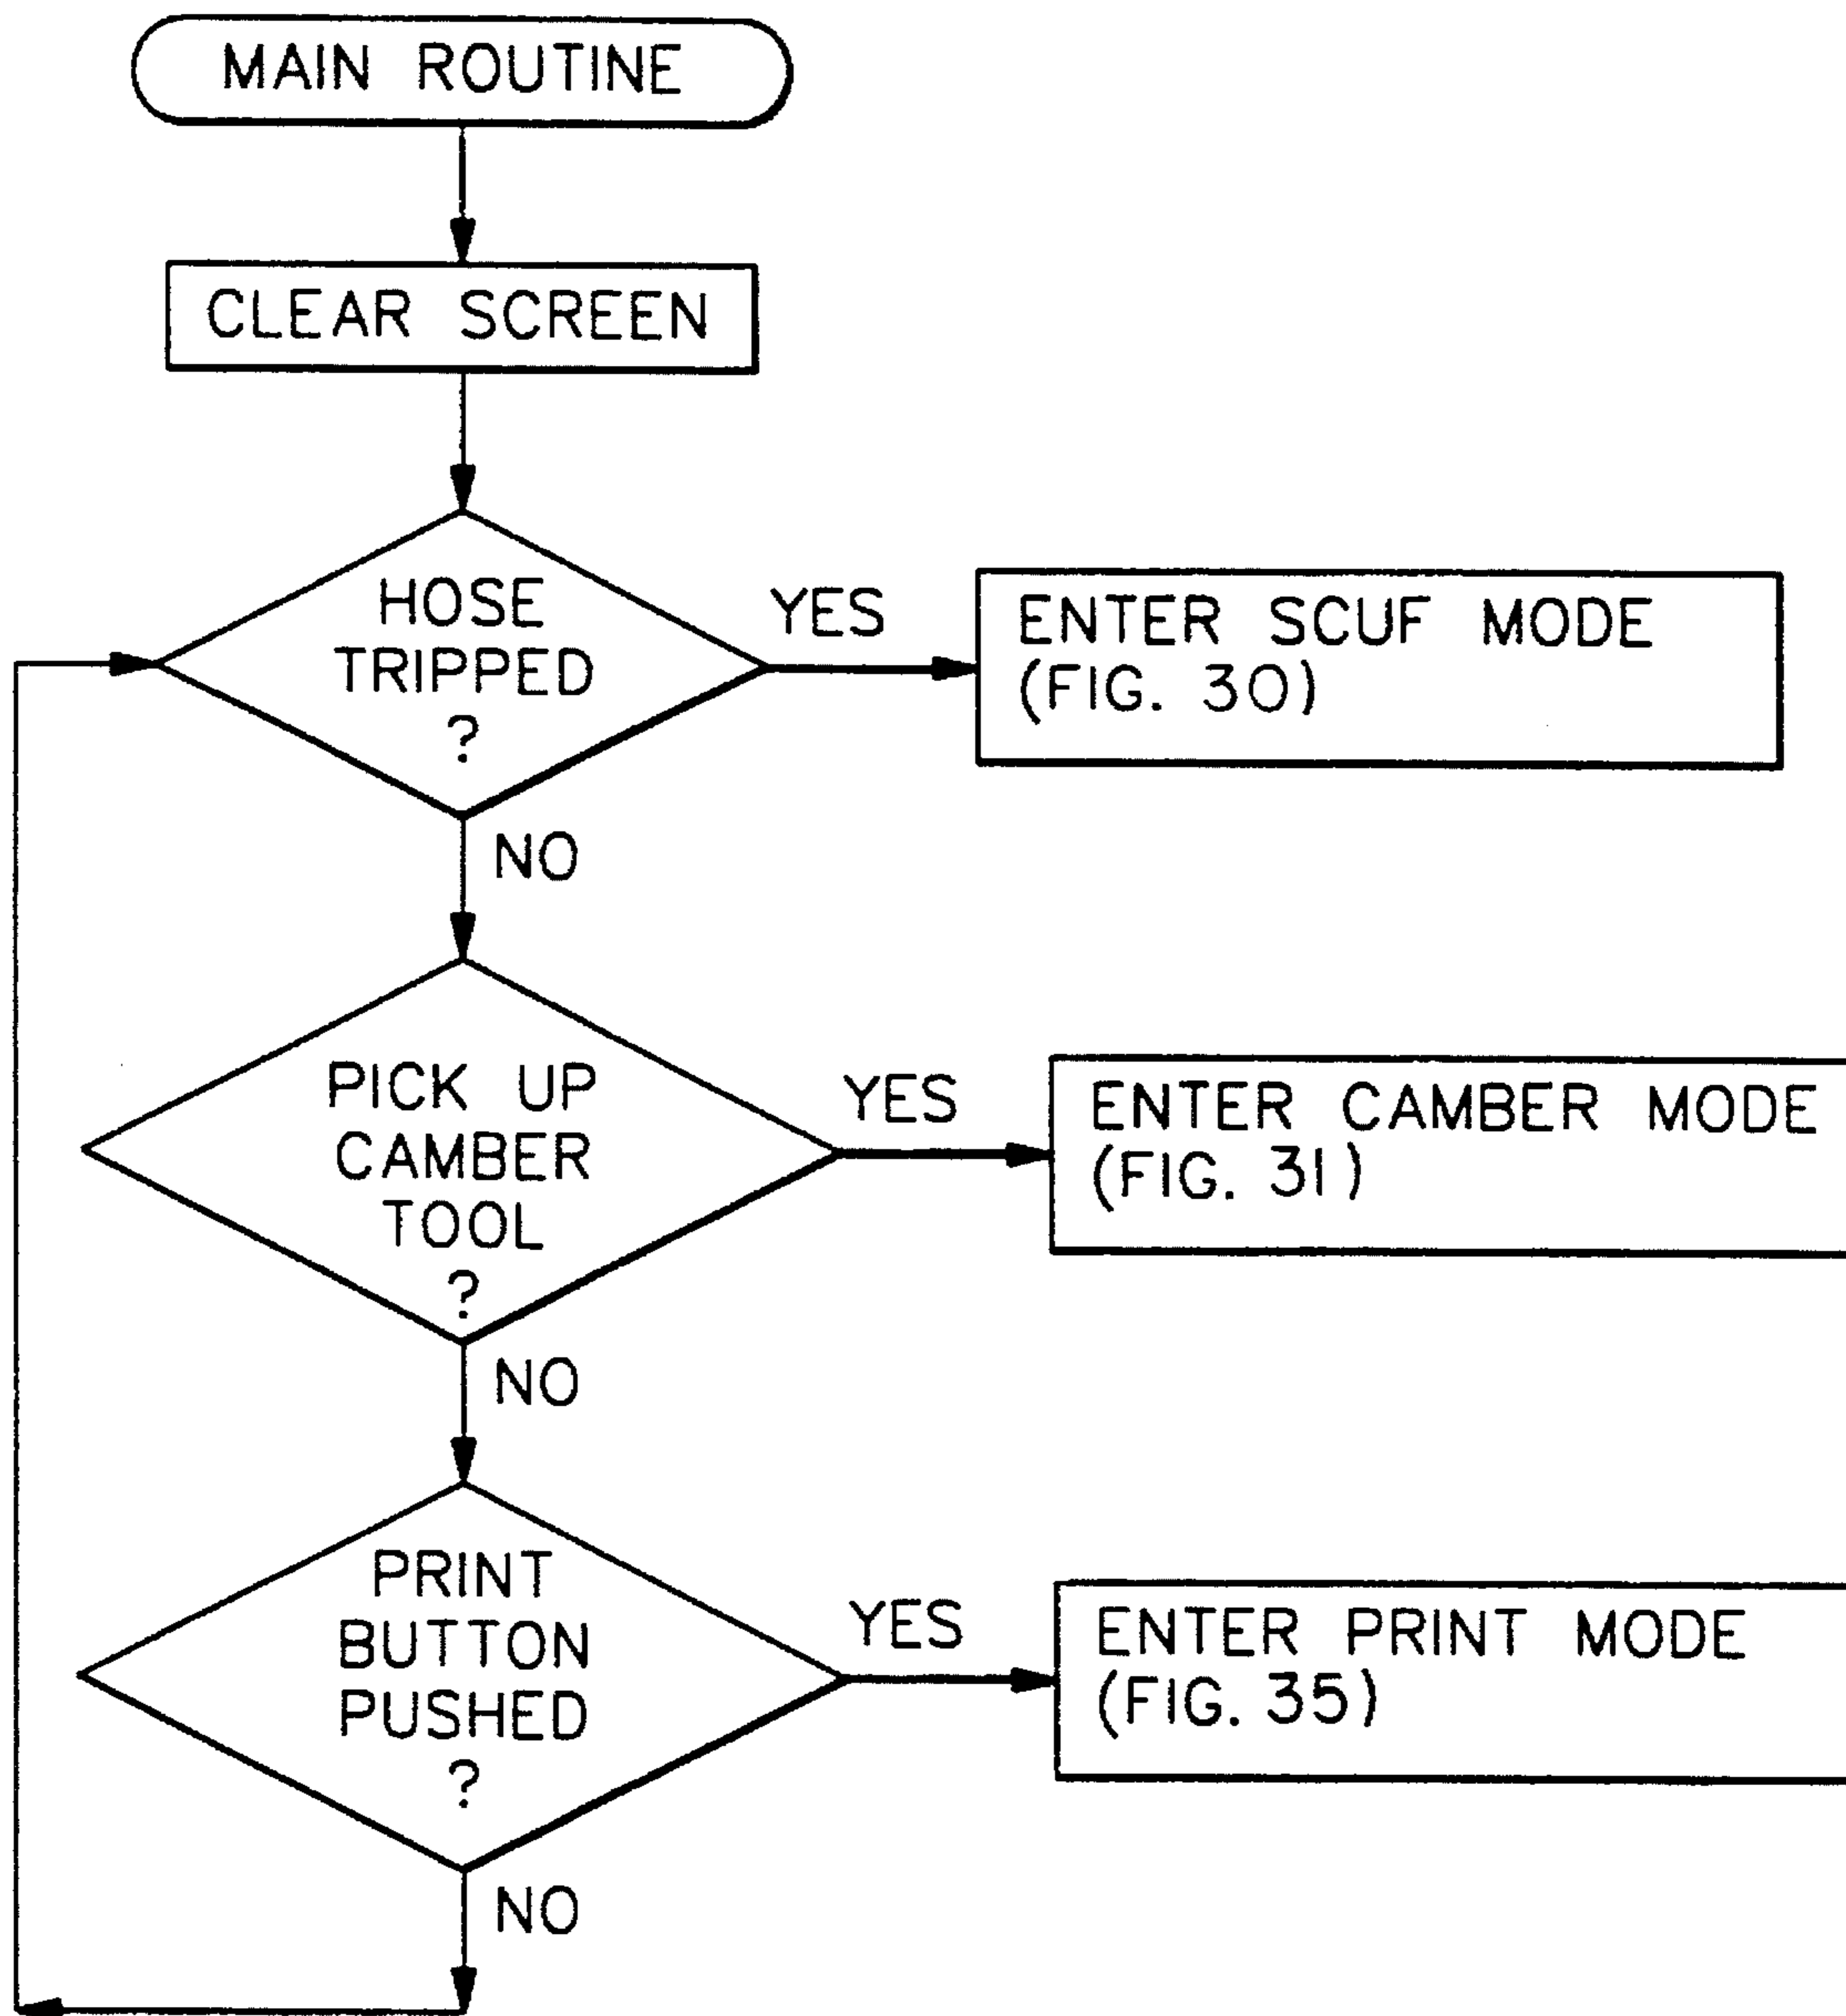 MAIN ROUTINE
CLEAR SCREEN
HOSE
TRIPPED
?
YES
ENTER SCUF MODE
(FIG. 30)
NO
PICK UP
CAMBER
TOOL
?
YES
ENTER CAMBER MODE
(FIG. 31)
NO
PRINT
BUTTON
PUSHED
?
YES
ENTER PRINT MODE
(FIG. 35)
NO